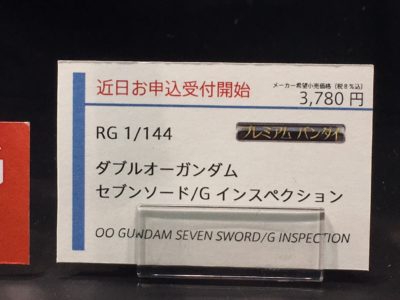 近日お申込受付開始
メーカー希望小売価格 (税8%込)
3,780 円
RG 1/144
プレミアム バンダイ
ダブルオーガンダム
セブンソード/G インスペクション
OO GUNDAM SEVEN SWORD/G INSPECTION